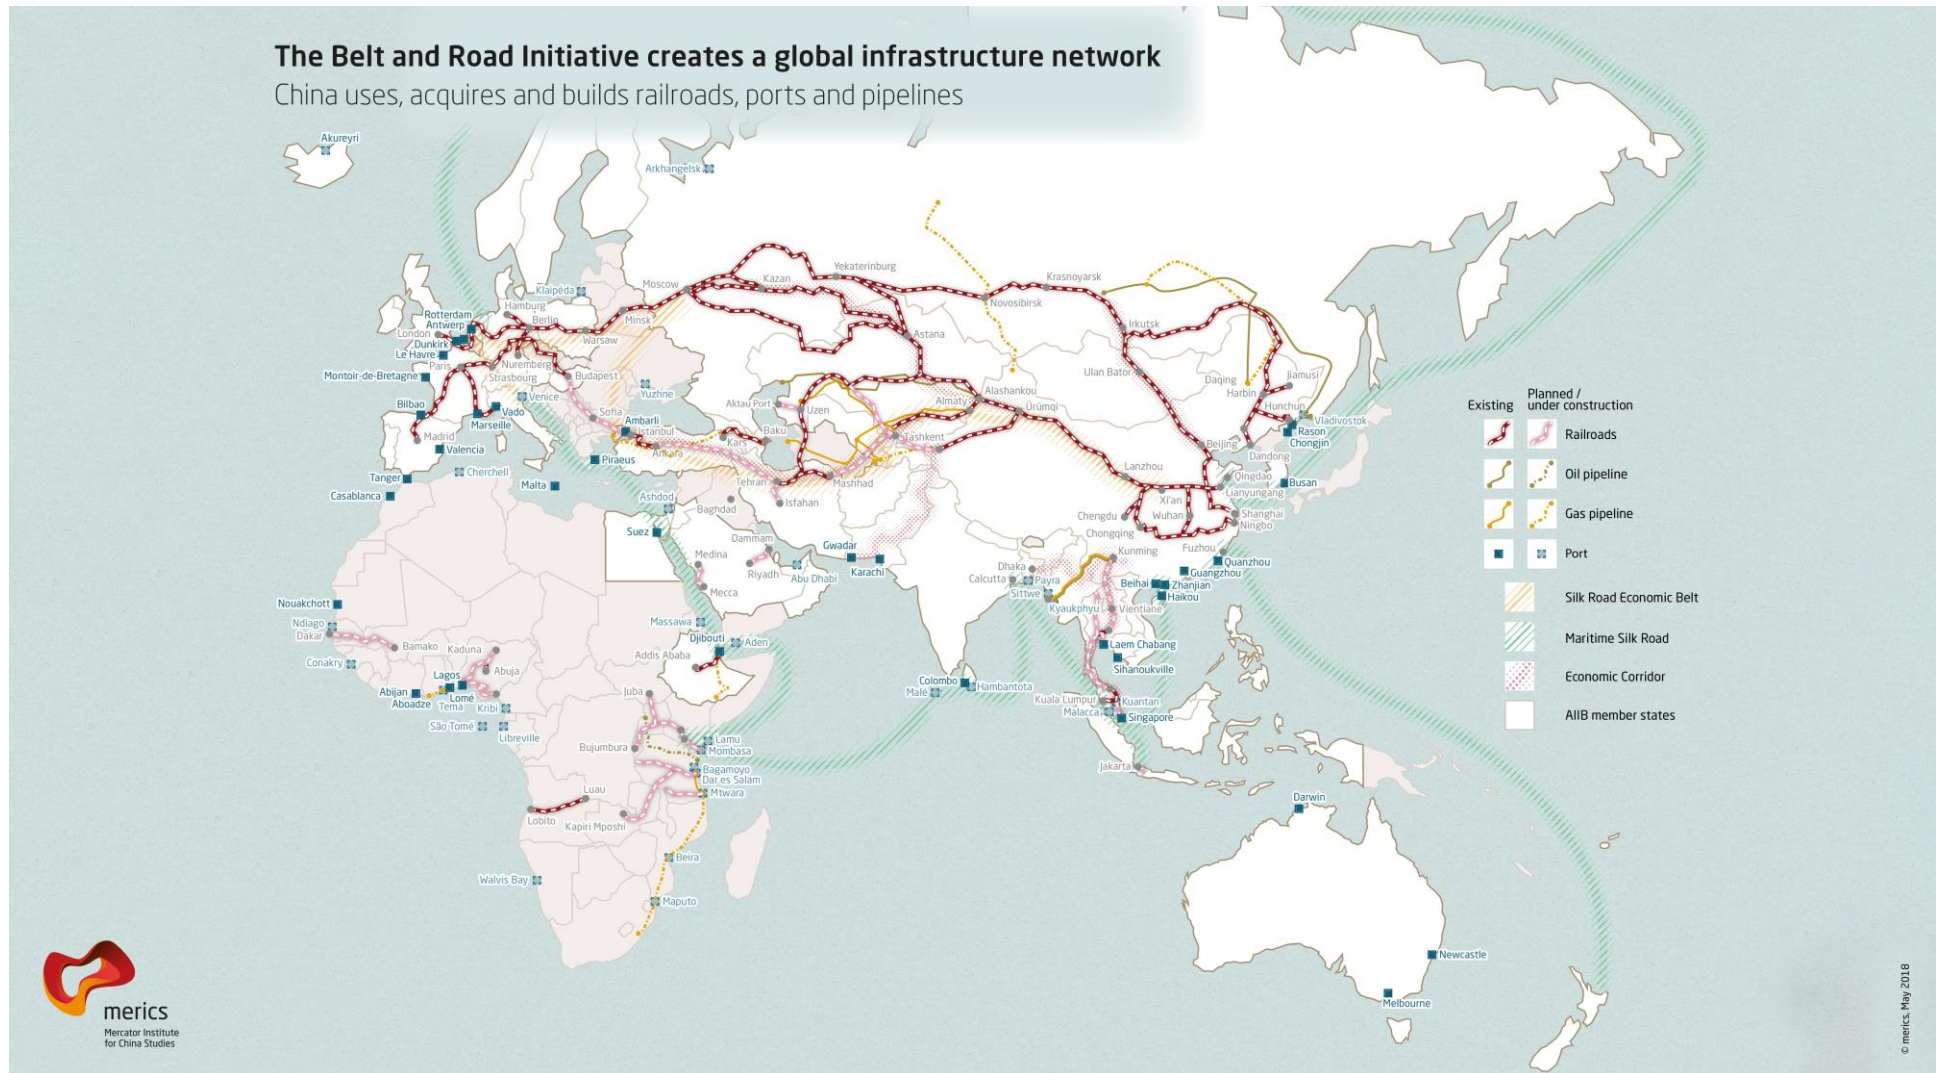 The Belt and Road Initiative creates a global infrastructure network
China uses, acquires and builds railroads, ports and pipelines
Akureyri
Arkhangelsk
Klaipėda
Moscow
Kazan
Yekaterinburg
Krasnoyarsk
Novosibirsk
Hamburg
Rotterdam
Antwerp
London
Berlin
Minsk
Irkutsk
Astana
Dunkirk
Warsaw
Le Havre
Paris
Nuremberg
Strasbourg
Budapest
Ulan Bator
Daqing
Jiamusi
Montoir-de-Bretagne
Yuzhne
Alashankou
Harbin
Venice
Aktau Port
Uzen
Almaty
Ürümqi
Hunchun
Vladivostok
Bilbao
Vado
Marseille
Sofia
Ambarli
Istanbul
Baku
Kars
Tashkent
Rason
Chongjin
Madrid
Valencia
Ankara
Beijing
Dandong
Piraeus
Cherchell
Tanger
Casablanca
Malta
Tehran
Mashhad
Lanzhou
Qingdao
Lianyungang
Busan
Ashdod
Baghdad
Isfahan
Xi'an
Wuhan
Chengdu
Shanghai
Ningbo
Suez
Dammam
Chongqing
Medina
Riyadh
Abu Dhabi
Gwadar
Karachi
Kunming
Fuzhou
Quanzhou
Guangzhou
Dhaka
Calcutta
Payra
Sittwe
Kyaukphyu
Beihai
Zhanjian
Haikou
Mecca
Vientiane
Nouakchott
Ndiago
Dakar
Massawa
Djibouti
Aden
Laem Chabang
Sihanoukville
Bamako
Kaduna
Conakry
Abuja
Addis Ababa
Lagos
Abijan
Lomé
Aboadze
Tema
Kribi
Juba
Colombo
Hambantota
Malé
Kuala Lumpur
Kuantan
Malacca
Singapore
São Tomé
Libreville
Bujumbura
Lamu
Mombasa
Bagamoyo
Dar es Salam
Mtwara
Jakarta
Luau
Lobito
Kapiri Mposhi
Darwin
Beira
Walvis Bay
Maputo
Newcastle
Melbourne
Existing
Planned /
under construction
Railroads
Oil pipeline
Gas pipeline
Port
Silk Road Economic Belt
Maritime Silk Road
Economic Corridor
AIIB member states
merics
Mercator Institute
for China Studies
© merics, May 2018